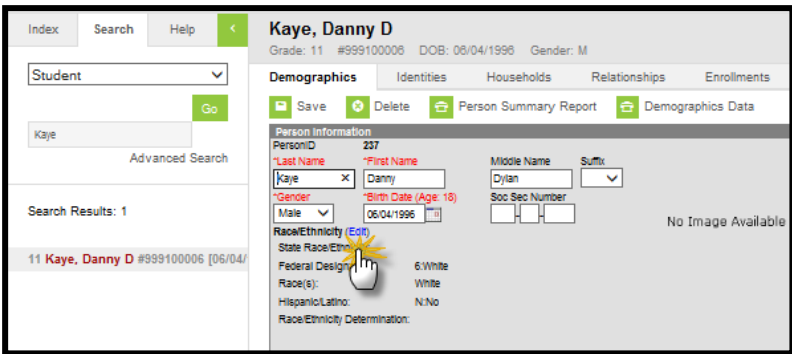 Index Search Help
Student
Go
Kaye
Advanced Search
Search Results: 1
11 Kaye, Danny D #999100006 [06/04/
Kaye, Danny D
Grade: 11 #999100006 DOB: 06/04/1996 Gender: M
Demographics Identities Households Relationships Enrollments
Save Delete Person Summary Report Demographics Data
Person Information
PersonID 237
*Last Name *First Name Middle Name Suffix
Kaye X Danny Dylan
*Gender *Birth Date (Age: 18) Soc Sec Number
Male 06/04/1996 - -
No Image Available
Race/Ethnicity (Edit)
State Race/Ethn
Federal Design 6:White
Race(s): White
Hispanic/Latino: N:No
Race/Ethnicity Determination: